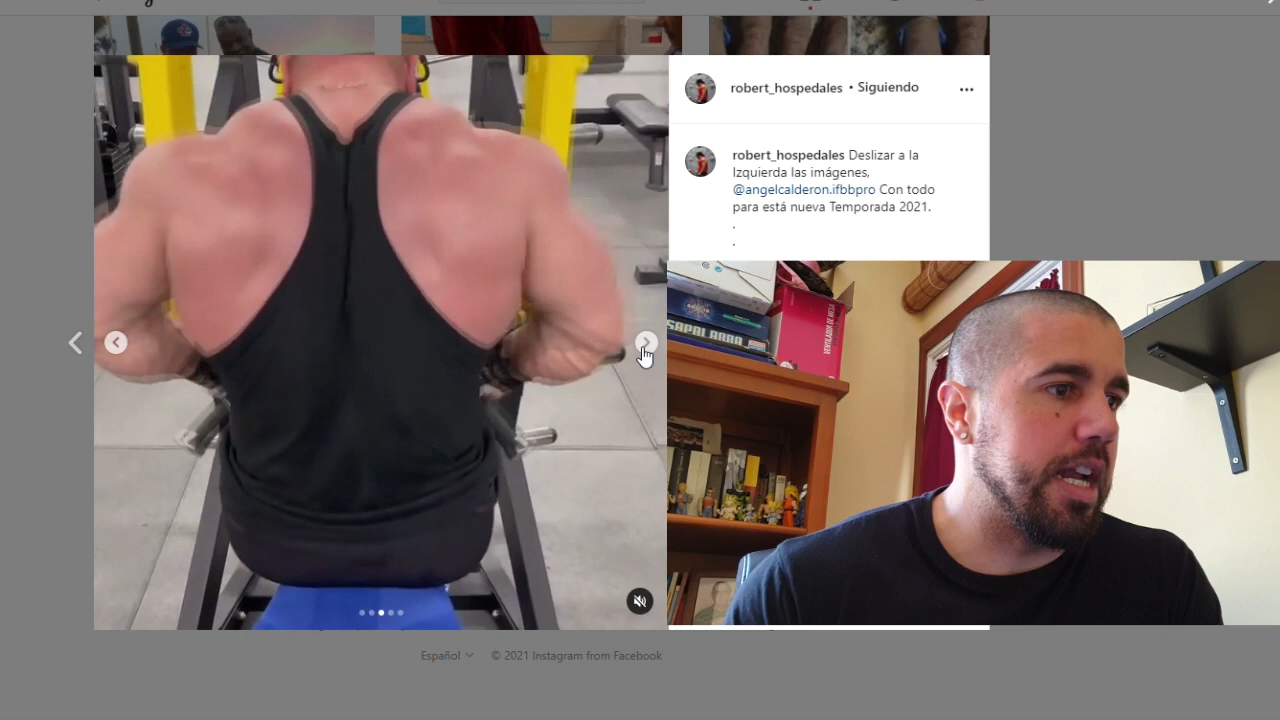 robert_hospedales • Siguiendo
robert_hospedales Deslizar a la
Izquierda las imágenes,
@angelcalderon.ifbbpro Con todo
para está nueva Temporada 2021.
.
.
SAPALABRA
VENTILADOR DE MESA
Español
© 2021 Instagram from Facebook